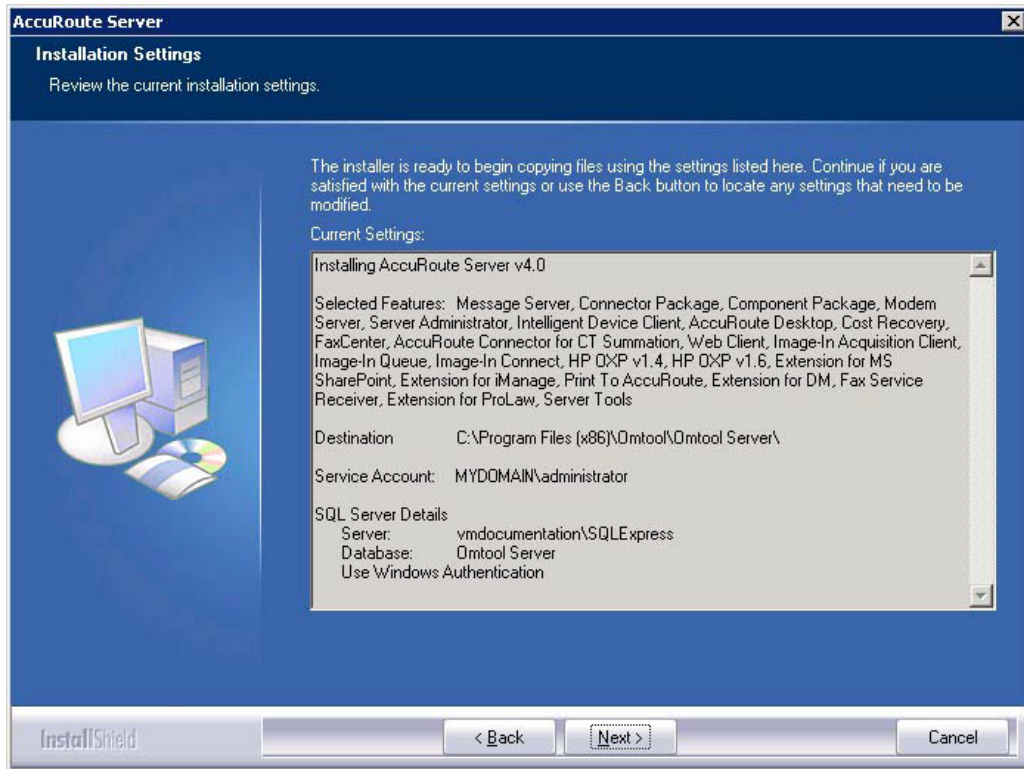 AccuRoute Server
Installation Settings
Review the current installation settings.
The installer is ready to begin copying files using the settings listed here. Continue if you are
satisfied with the current settings or use the Back button to locate any settings that need to be
modified.
Current Settings:
Installing AccuRoute Server v4.0
Selected Features: Message Server, Connector Package, Component Package, Modem
Server, Server Administrator, Intelligent Device Client, AccuRoute Desktop, Cost Recovery,
FaxCenter, AccuRoute Connector for CT Summation, Web Client, Image-In Acquisition Client,
Image-In Queue, Image-In Connect, HP OXP v1.4, HP OXP v1.6, Extension for MS
SharePoint, Extension for iManage, Print To AccuRoute, Extension for DM, Fax Service
Receiver, Extension for ProLaw, Server Tools
Destination C:\Program Files (x86)\Omtool\Omtool Server\
Service Account: MYDOMAIN\administrator
SQL Server Details
Server: vmdocumentation\SQLExpress
Database: Omtool Server
Use Windows Authentication
InstallShield
< Back
Next >
Cancel